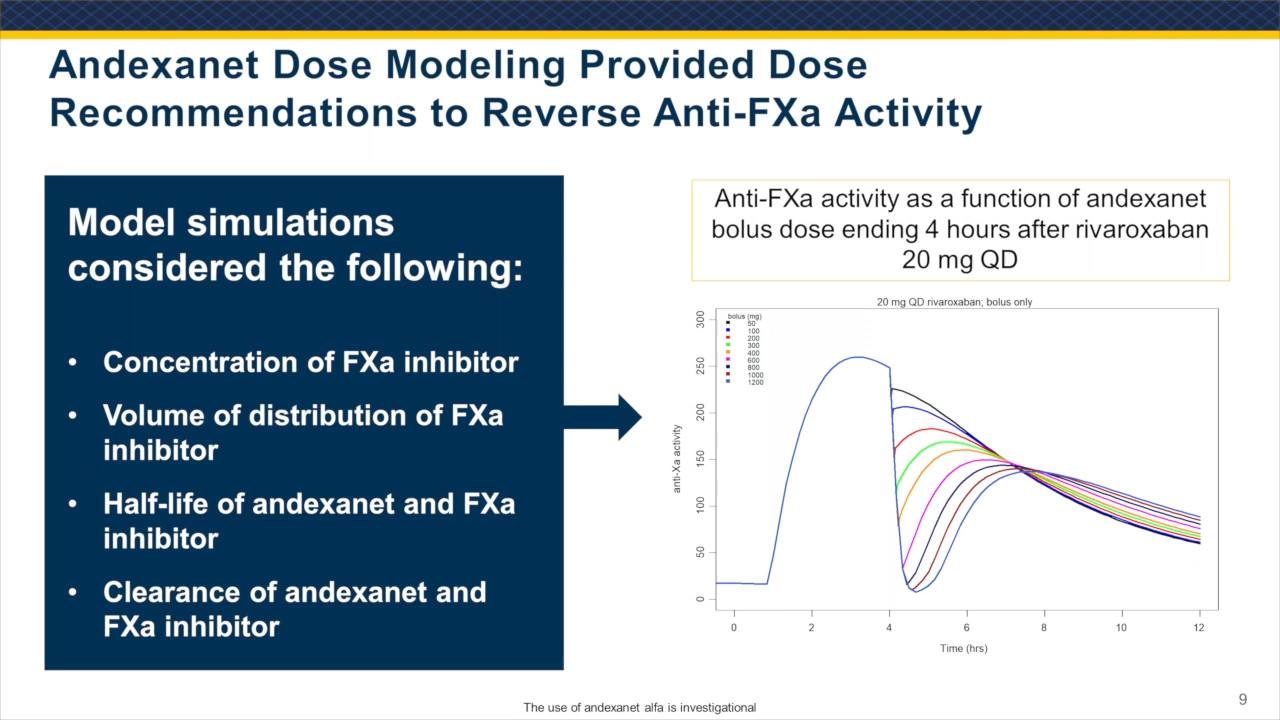 Andexanet Dose Modeling Provided Dose
Recommendations to Reverse Anti-FXa Activity
Model simulations
considered the following:
• Concentration of FXa inhibitor
• Volume of distribution of FXa
inhibitor
• Half-life of andexanet and FXa
inhibitor
• Clearance of andexanet and
FXa inhibitor
Anti-FXa activity as a function of andexanet
bolus dose ending 4 hours after rivaroxaban
20 mg QD
20 mg QD rivaroxaban; bolus only
bolus (mg)
50
100
200
300
400
600
800
1000
1200
anti-Xa activity
300
250
200
150
100
50
0
0 2 4 6 8 10 12
Time (hrs)
The use of andexanet alfa is investigational
9